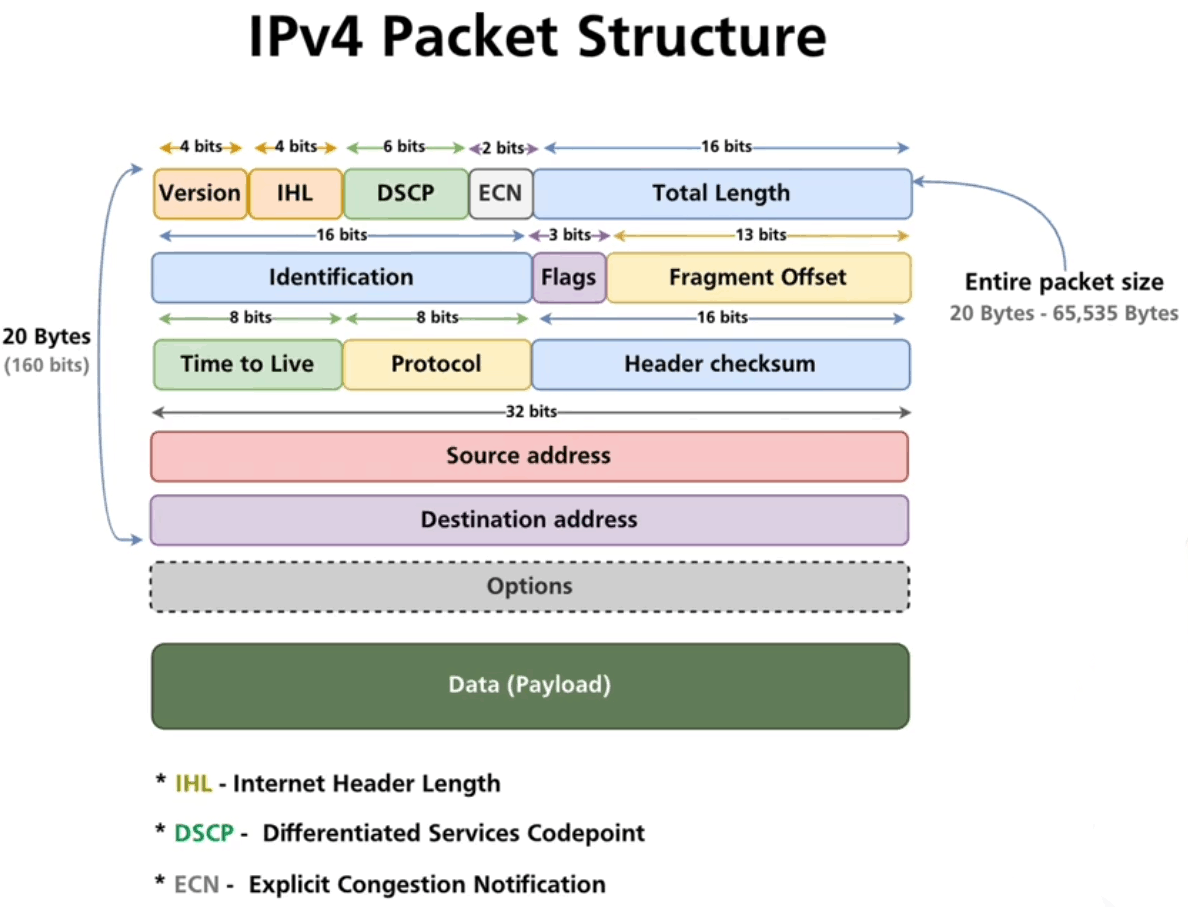 IPv4 Packet Structure
4 bits 4 bits 6 bits 2 bits 16 bits
Version IHL DSCP ECN Total Length
16 bits 3 bits 13 bits
Identification Flags Fragment Offset
Entire packet size
20 Bytes - 65,535 Bytes
8 bits 8 bits 16 bits
20 Bytes
(160 bits)
Time to Live Protocol Header checksum
32 bits
Source address
Destination address
Options
Data (Payload)
* IHL - Internet Header Length
* DSCP - Differentiated Services Codepoint
* ECN - Explicit Congestion Notification